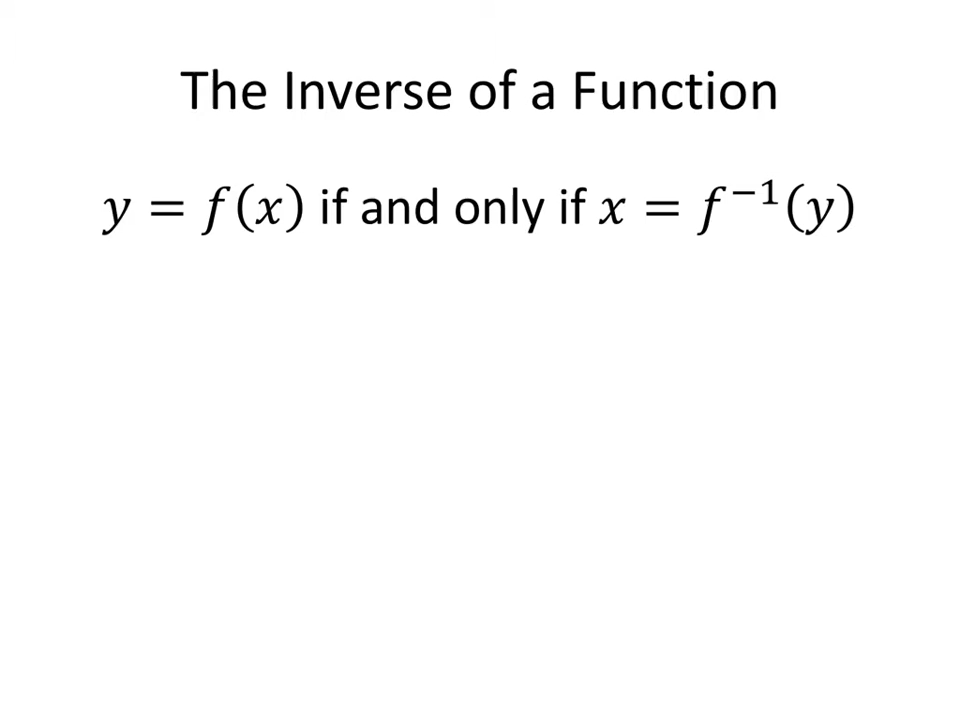 The Inverse of a Function
y = f(x) if and only if x = f⁻¹(y)